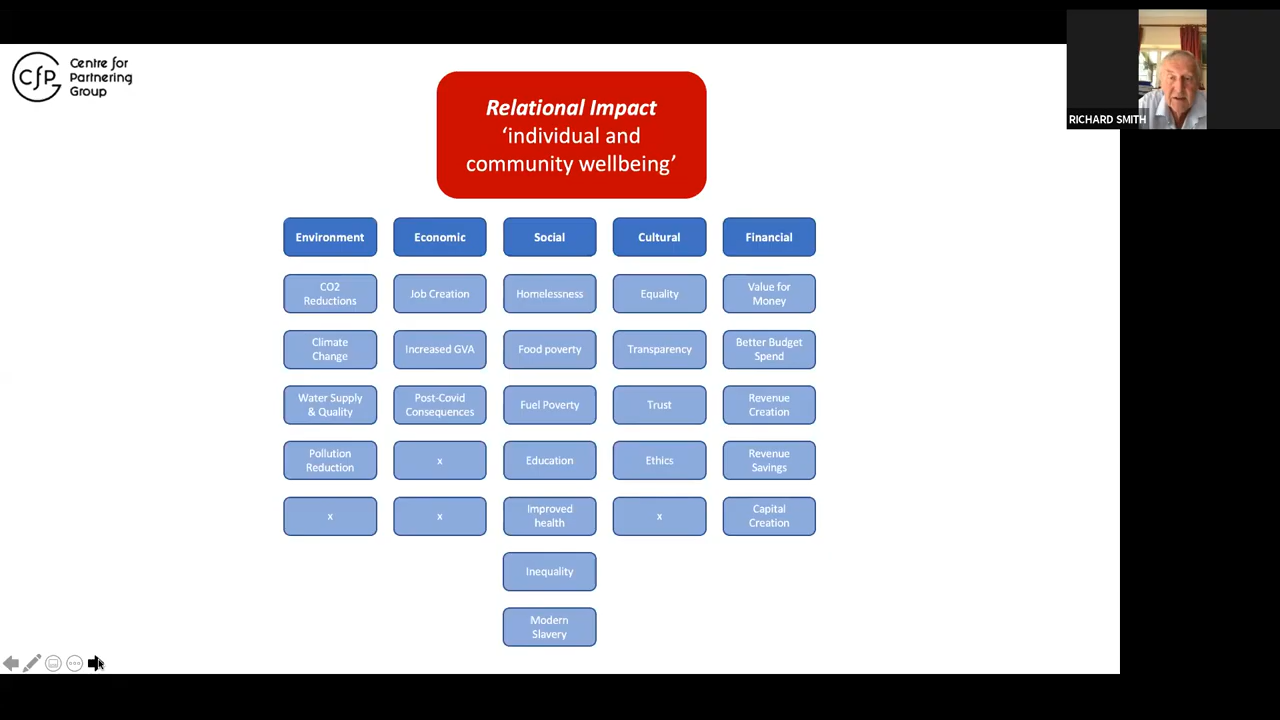 CfP
Centre for
Partnering
Group
RICHARD SMITH
Relational Impact
‘individual and
community wellbeing’
Environment
Economic
Social
Cultural
Financial
CO2
Reductions
Job Creation
Homelessness
Equality
Value for
Money
Climate
Change
Increased GVA
Food poverty
Transparency
Better Budget
Spend
Water Supply
& Quality
Post-Covid
Consequences
Fuel Poverty
Trust
Revenue
Creation
Pollution
Reduction
x
Education
Ethics
Revenue
Savings
x
x
Improved
health
x
Capital
Creation
Inequality
Modern
Slavery